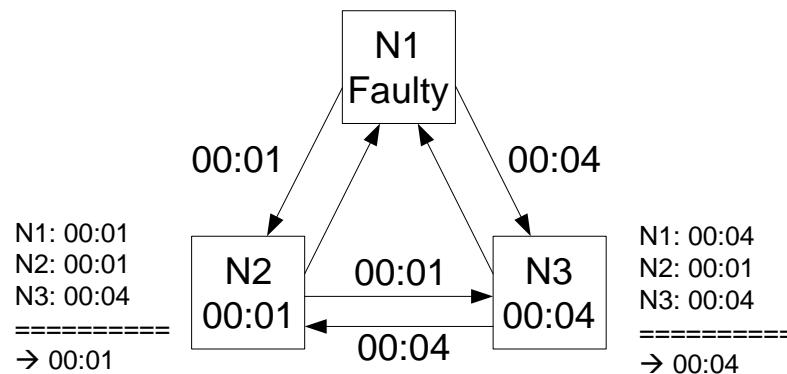 N1
Faulty
00:01
00:04
N1: 00:01
N2: 00:01
N3: 00:04
==========
→ 00:01
N2
00:01
00:01
00:04
N3
00:04
N1: 00:04
N2: 00:01
N3: 00:04
==========
→ 00:04